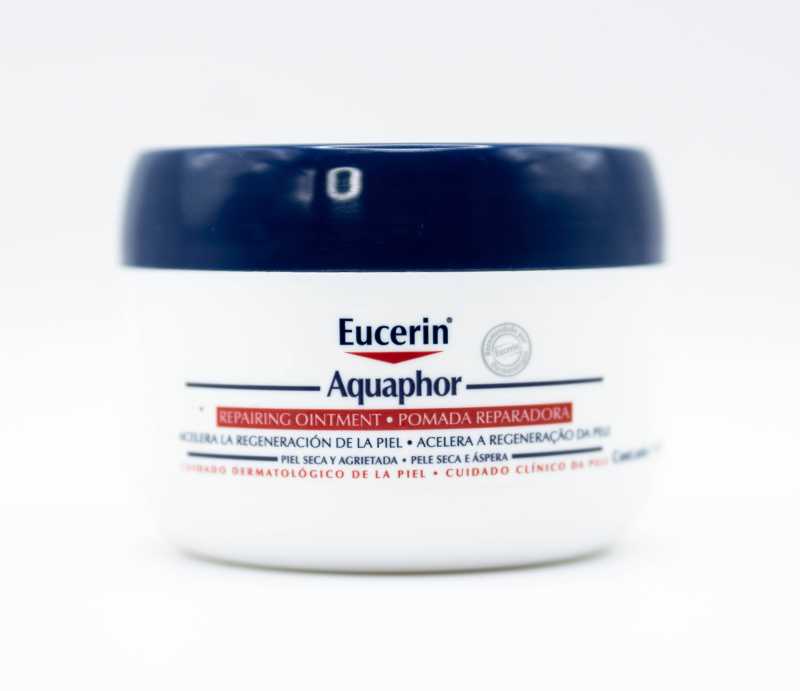 Eucerin®
Eucerin
Aquaphor
REPAIRING OINTMENT • POMADA REPARADORA
ACELERA LA REGENERACIÓN DE LA PIEL • ACELERA A REGENERAÇÃO DA PELE
PIEL SECA Y AGRIETADA • PELE SECA E ÁSPERA
CUIDADO DERMATOLÓGICO DE LA PIEL • CUIDADO CLÍNICO DA PELE